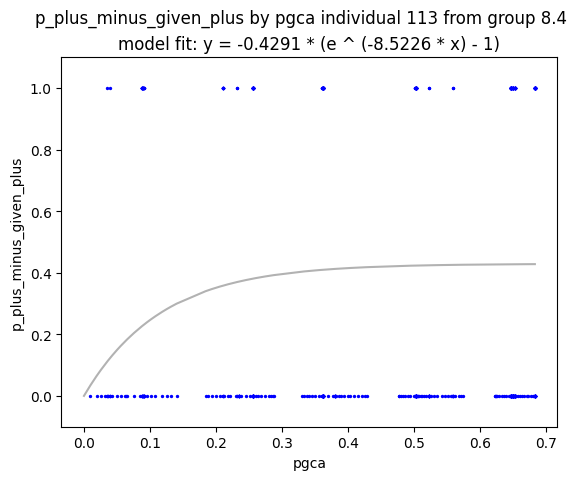 p_plus_minus_given_plus by pgca individual 113 from group 8.4
model fit: y = -0.4291 * (e ^ (-8.5226 * x) - 1)
1.0
0.8
0.6
0.4
0.2
0.0
p_plus_minus_given_plus
0.0 0.1 0.2 0.3 0.4 0.5 0.6 0.7
pgca